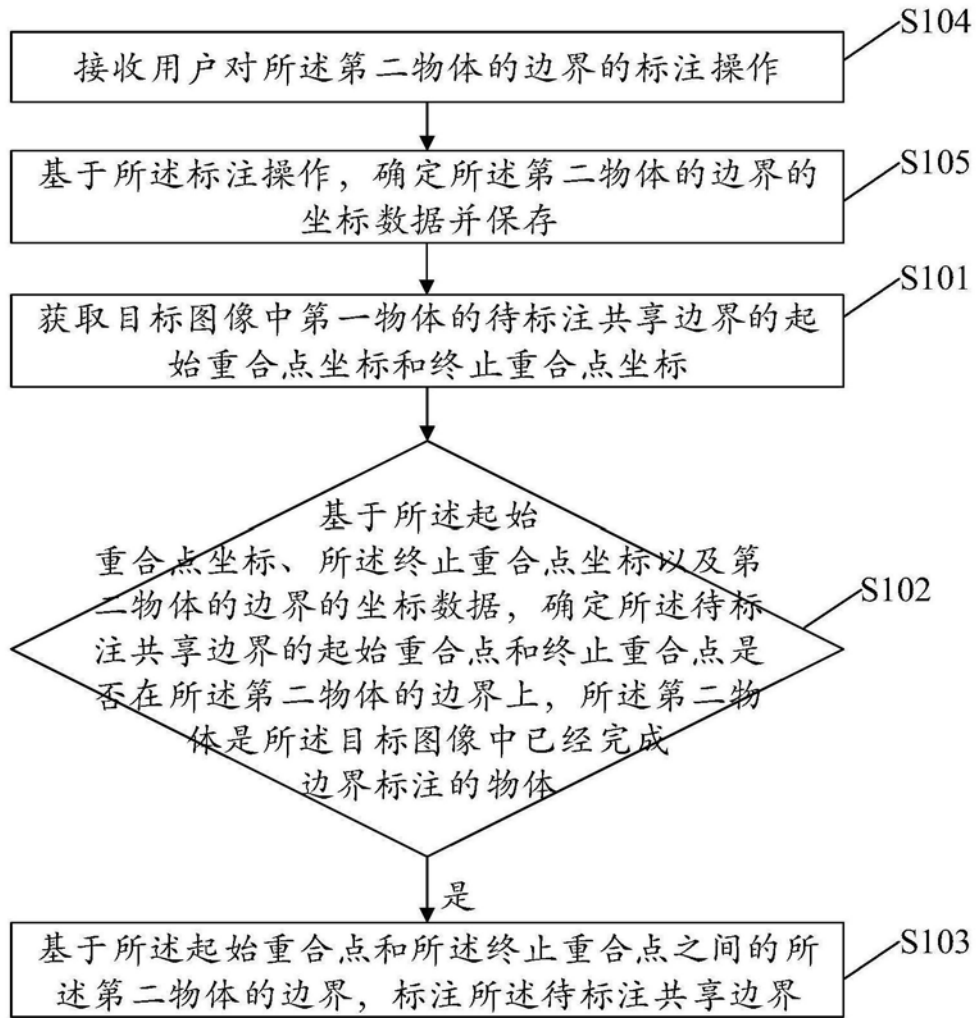 S104
接收用户对所述第二物体的边界的标注操作
S105
基于所述标注操作，确定所述第二物体的边界的
坐标数据并保存
S101
获取目标图像中第一物体的待标注共享边界的起
始重合点坐标和终止重合点坐标
基于所述起始
重合点坐标、所述终止重合点坐标以及第
二物体的边界的坐标数据，确定所述待标
注共享边界的起始重合点和终止重合点是
否在所述第二物体的边界上，所述第二物
体是所述目标图像中已经完成
边界标注的物体
S102
是
基于所述起始重合点和所述终止重合点之间的所
述第二物体的边界，标注所述待标注共享边界
S103